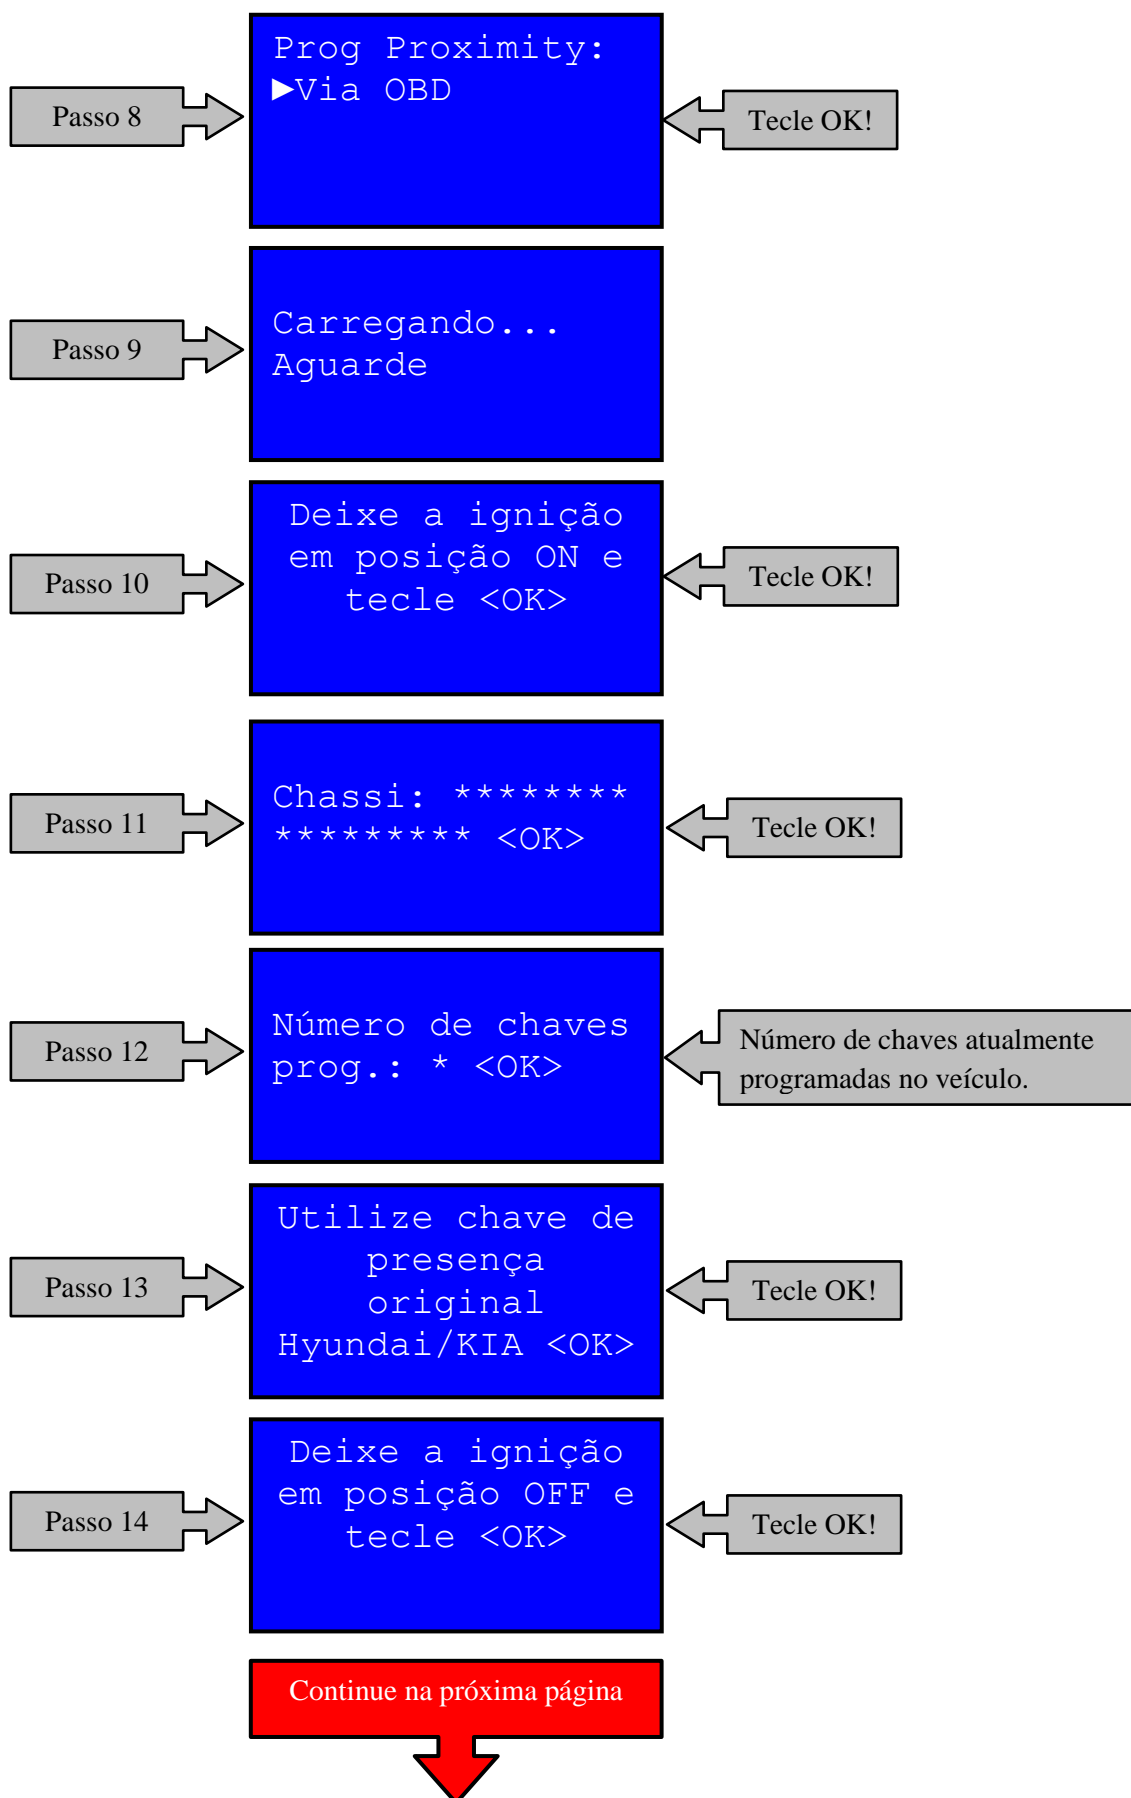 Passo 8
Prog Proximity:
►Via OBD
Tecle OK!
Passo 9
Carregando...
Aguarde
Passo 10
Deixe a ignição
em posição ON e
tecle <OK>
Tecle OK!
Passo 11
Chassi: ********
********* <OK>
Tecle OK!
Passo 12
Número de chaves
prog.: * <OK>
Número de chaves atualmente
programadas no veículo.
Passo 13
Utilize chave de
presença
original
Hyundai/KIA <OK>
Tecle OK!
Passo 14
Deixe a ignição
em posição OFF e
tecle <OK>
Tecle OK!
Continue na próxima página